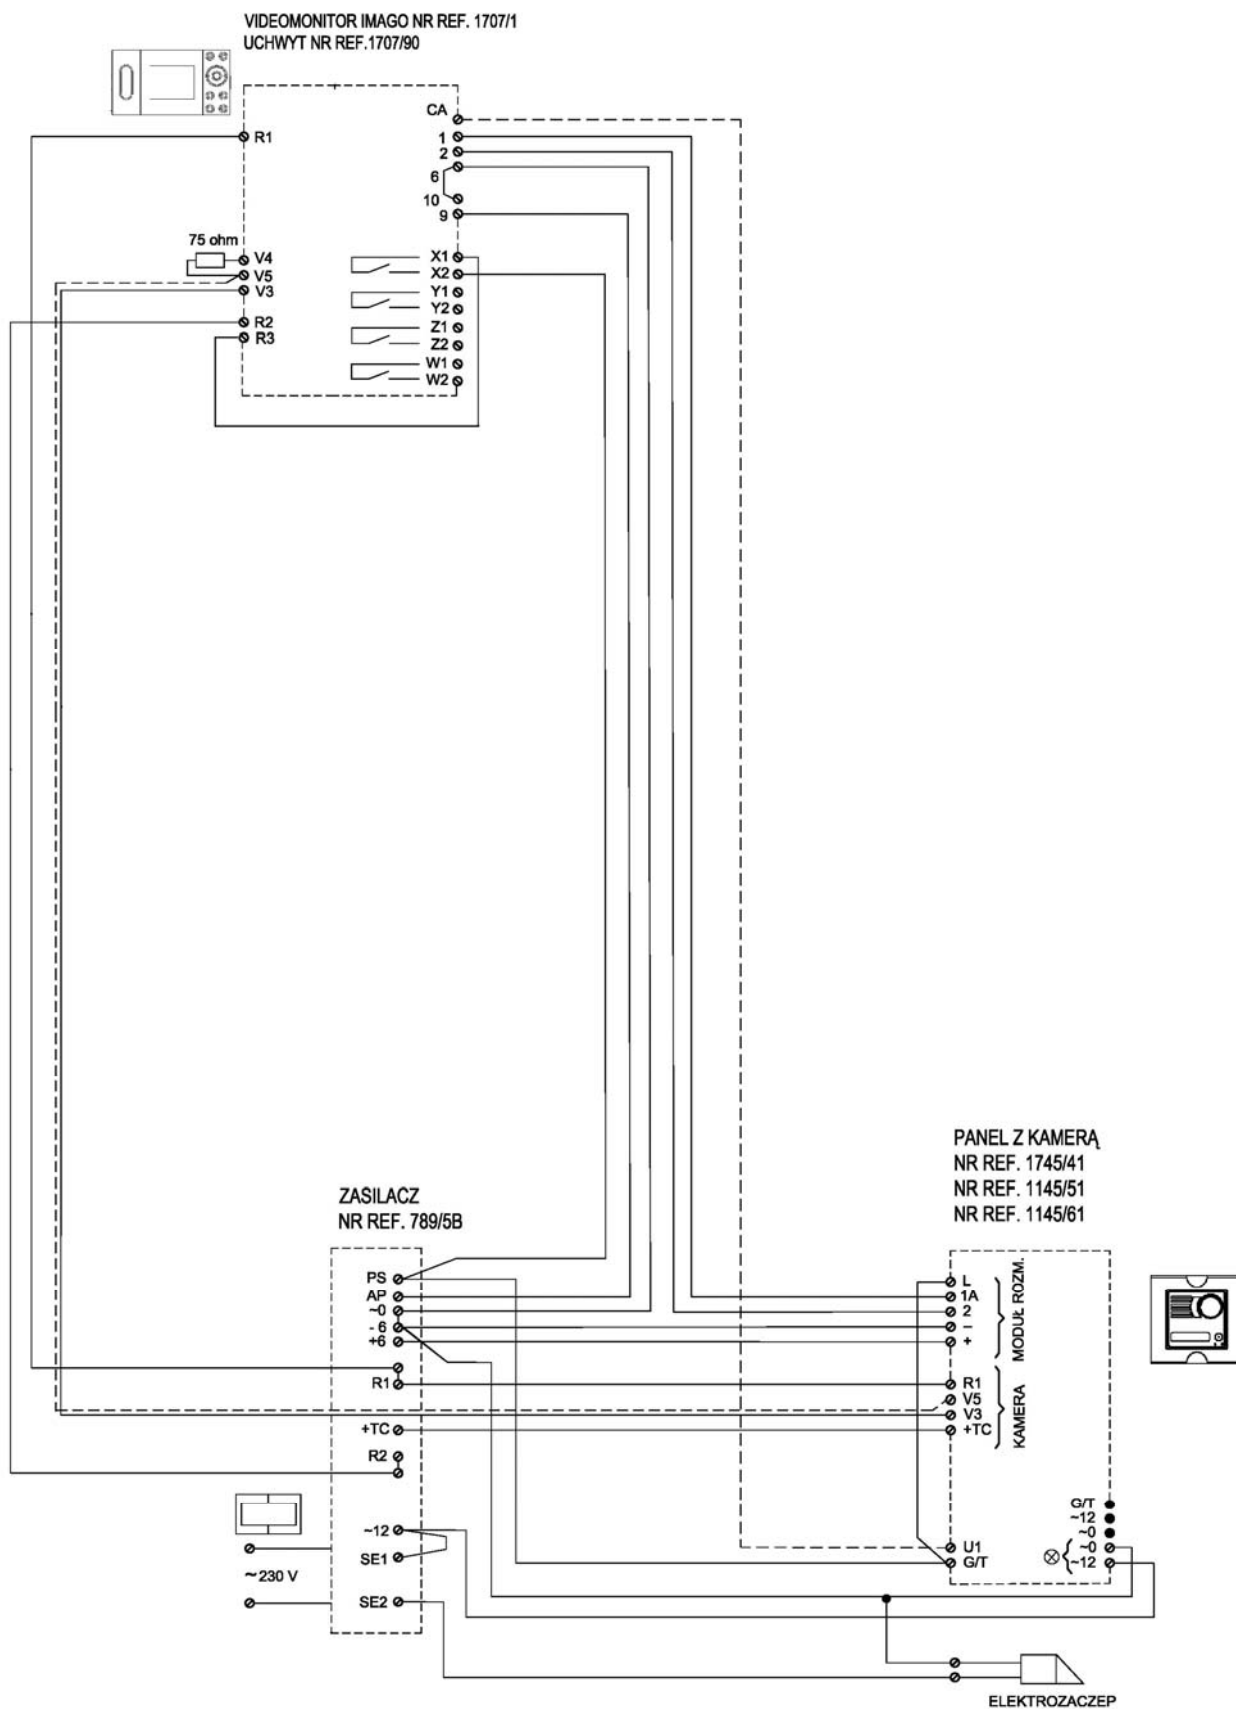 VIDEOMONITOR IMAGO NR REF. 1707/1
UCHWYT NR REF.1707/90
CA
R1
1
2
6
10
9
75 ohm
V4
V5
V3
R2
R3
X1
X2
Y1
Y2
Z1
Z2
W1
W2
PANEL Z KAMERĄ
NR REF. 1745/41
NR REF. 1145/51
NR REF. 1145/61
ZASILACZ
NR REF. 789/5B
PS
AP
~0
- 6
+6
R1
+TC
R2
~12
SE1
SE2
~230 V
L
1A
2
–
+
MODUŁ ROZM.
R1
V5
V3
+TC
KAMERA
G/T
~12
~0
~0
~12
U1
G/T
ELEKTROZACZEP